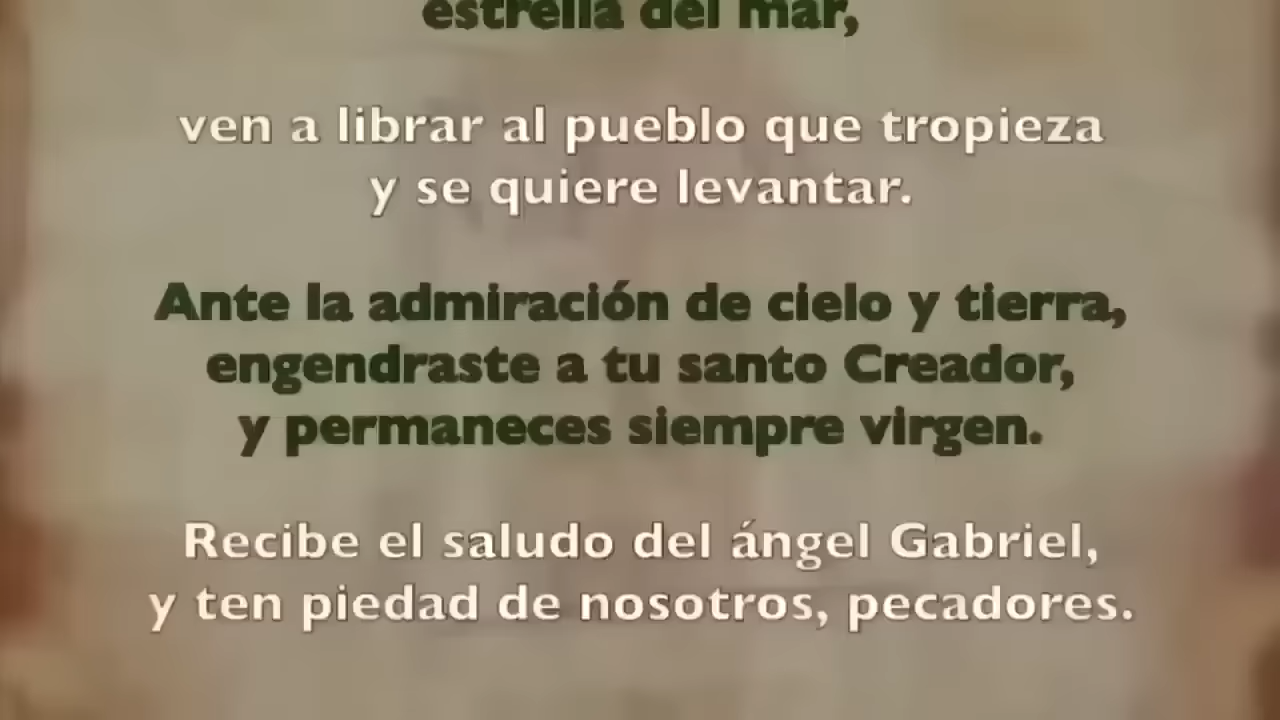 estrella del mar,
ven a librar al pueblo que tropieza
y se quiere levantar.
Ante la admiración de cielo y tierra,
engendraste a tu santo Creador,
y permaneces siempre virgen.
Recibe el saludo del ángel Gabriel,
y ten piedad de nosotros, pecadores.